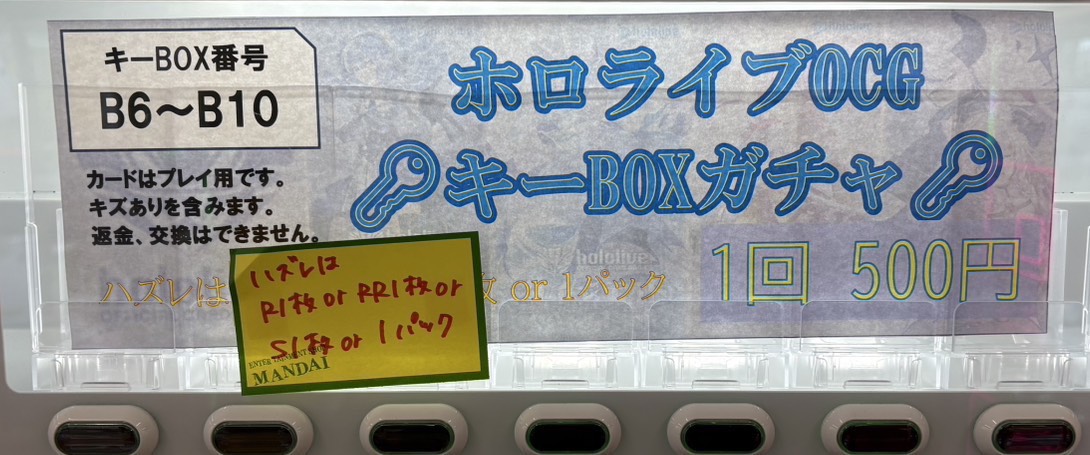 キーBOX番号
B6～B10
ホロライブOCG
キーBOXガチャ
カードはプレイ用です。
キズありを含みます。
返金、交換はできません。
1回 500円
ハズレは
枚 or 1パック
ハズレは
R1枚 or RR1枚 or
S1枚 or 1パック
MANDAI
hololive